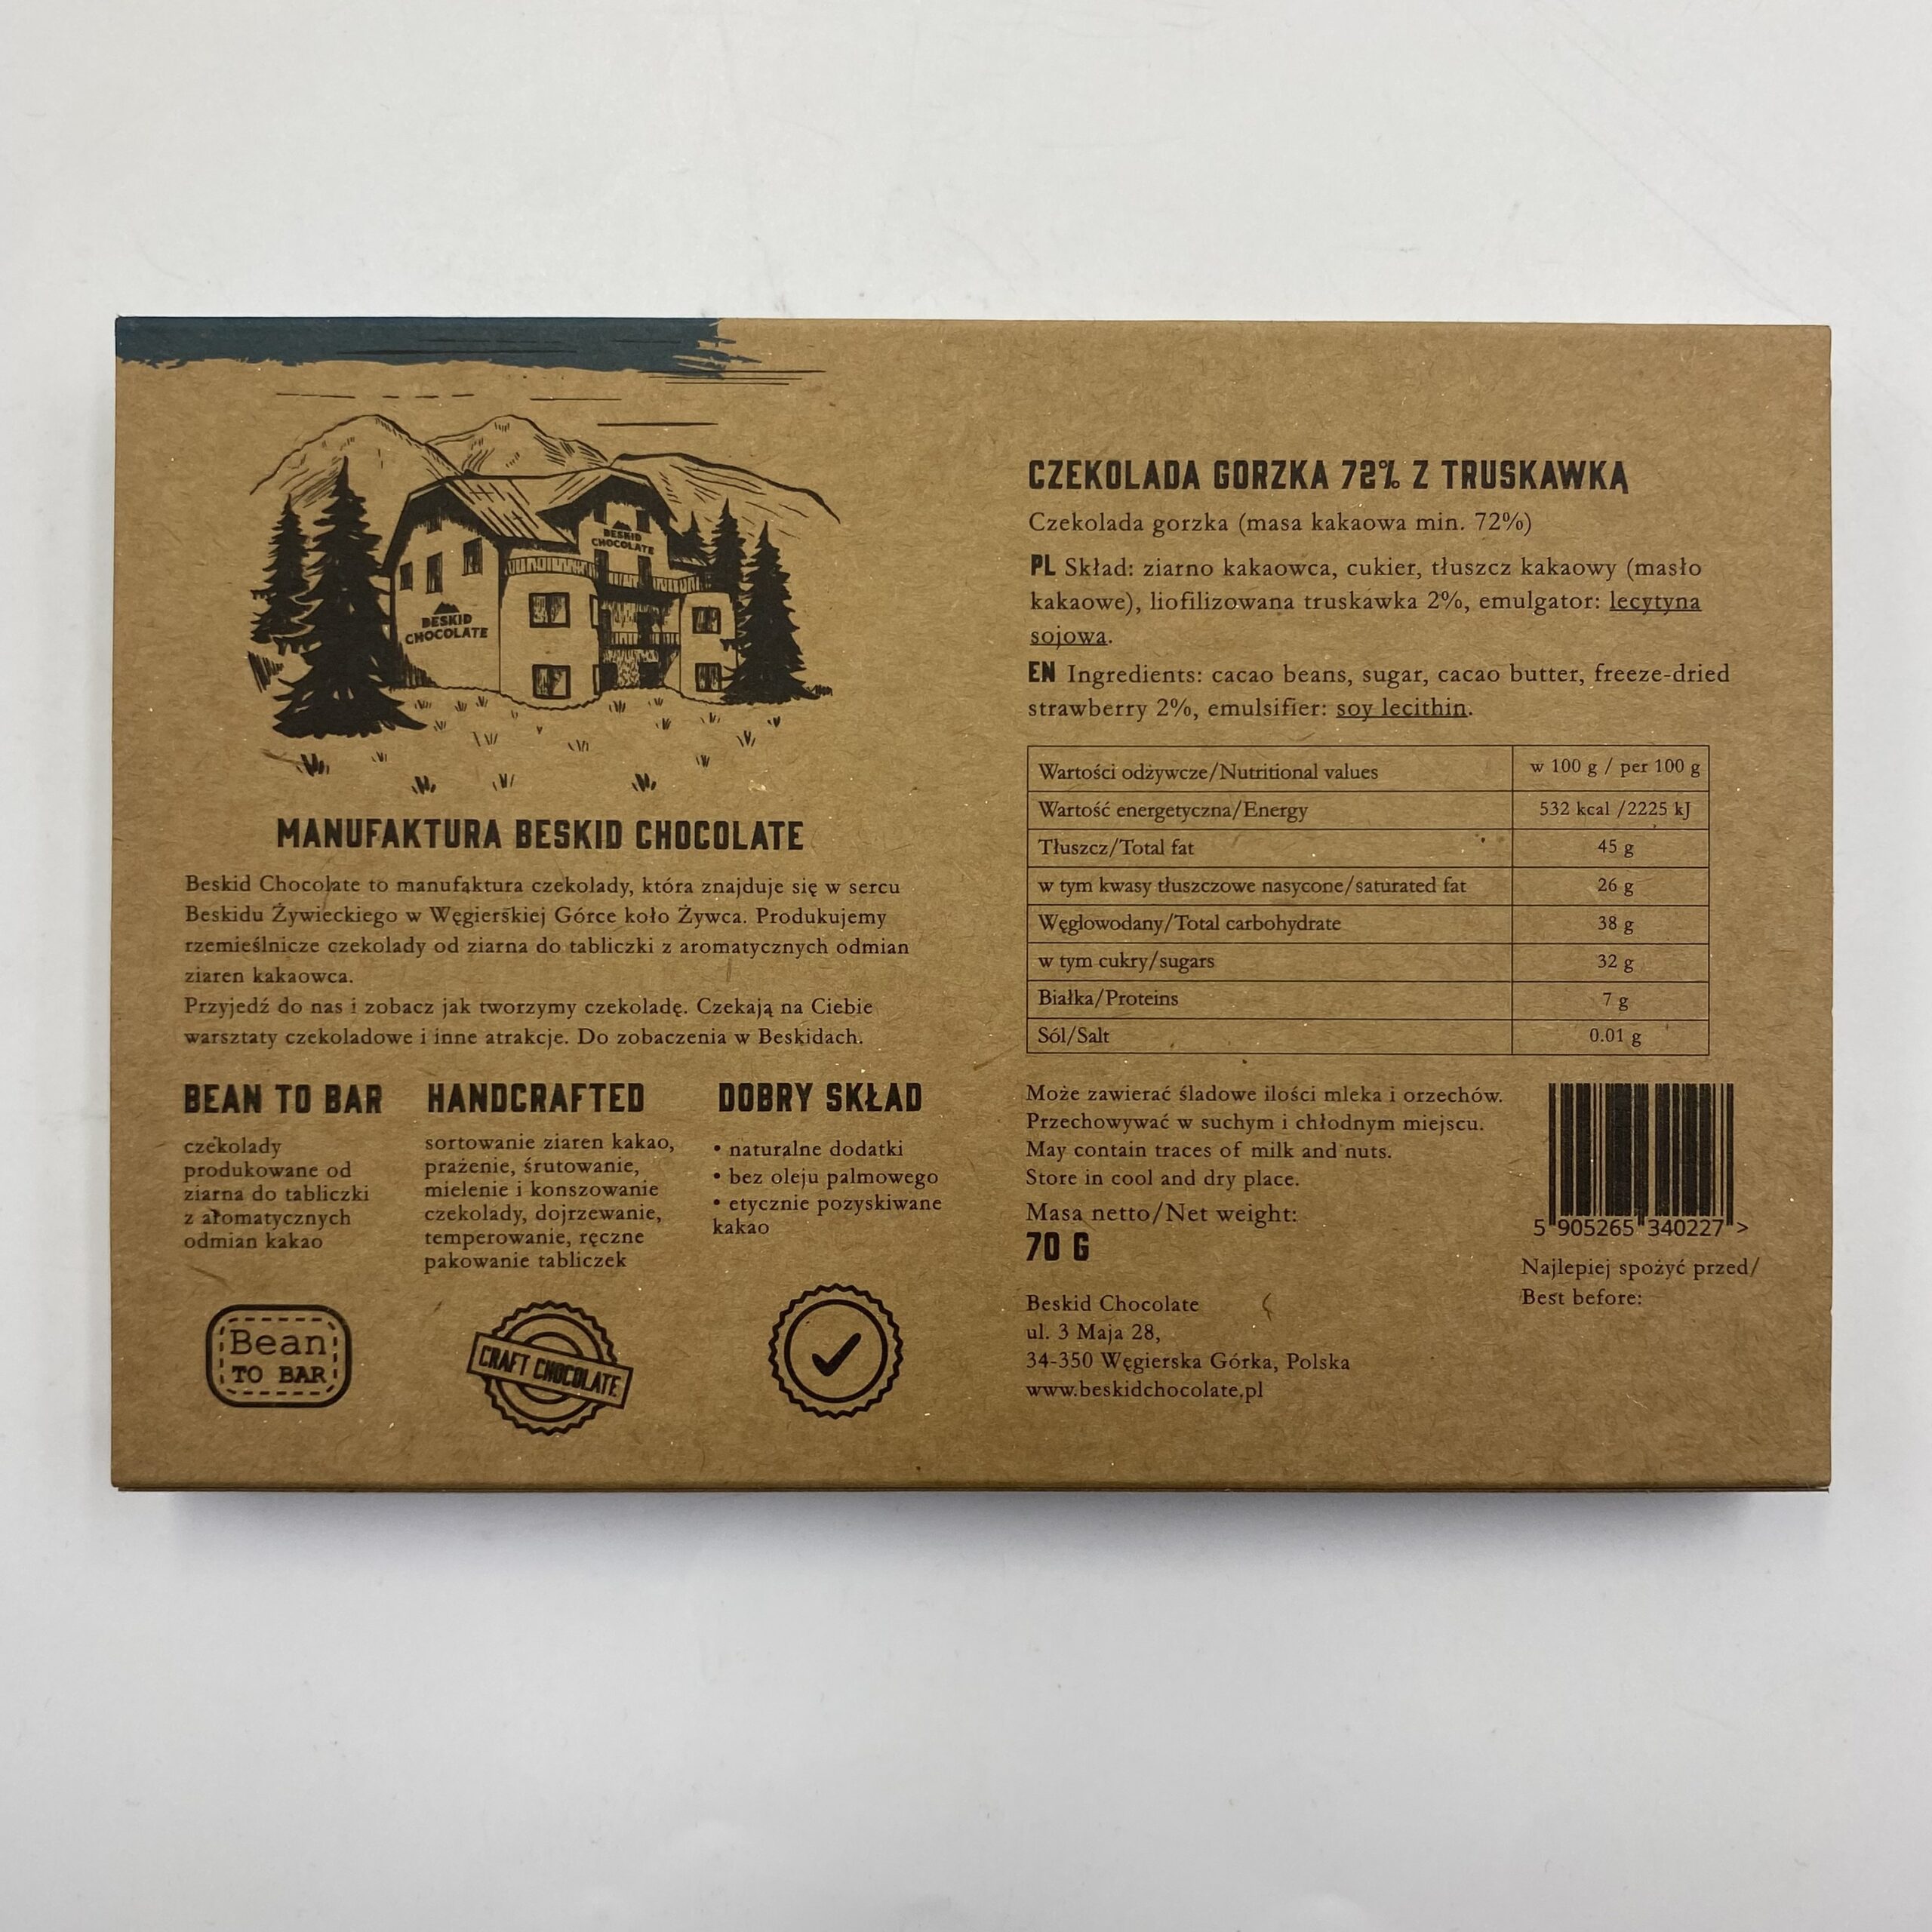 BESKID
CHOCOLATE
BESKID
CHOCOLATE
MANUFAKTURA BESKID CHOCOLATE
Beskid Chocolate to manufaktura czekolady, która znajduje się w sercu
Beskidu Żywieckiego w Węgierskiej Górce koło Żywca. Produkujemy
rzemieślnicze czekolady od ziarna do tabliczki z aromatycznych odmian
ziaren kakaowca.
Przyjedź do nas i zobacz jak tworzymy czekoladę. Czekają na Ciebie
warsztaty czekoladowe i inne atrakcje. Do zobaczenia w Beskidach.
BEAN TO BAR
czekolady
produkowane od
ziarna do tabliczki
z aromatycznych
odmian kakao
Bean
TO BAR
HANDCRAFTED
sortowanie ziaren kakao,
prażenie, śrutowanie,
mielenie i konszowanie
czekolady, dojrzewanie,
temperowanie, ręczne
pakowanie tabliczek
CRAFT CHOCOLATE
DOBRY SKŁAD
• naturalne dodatki
• bez oleju palmowego
• etycznie pozyskiwane
kakao
CZEKOLADA GORZKA 72% Z TRUSKAWKĄ
Czekolada gorzka (masa kakaowa min. 72%)
PL Skład: ziarno kakaowca, cukier, tłuszcz kakaowy (masło
kakaowe), liofilizowana truskawka 2%, emulgator: lecytyna
sojowa.
EN Ingredients: cacao beans, sugar, cacao butter, freeze-dried
strawberry 2%, emulsifier: soy lecithin.
Wartości odżywcze/Nutritional values w 100 g / per 100 g
Wartość energetyczna/Energy 532 kcal /2225 kJ
Tłuszcz/Total fat 45 g
w tym kwasy tłuszczowe nasycone/saturated fat 26 g
Węglowodany/Total carbohydrate 38 g
w tym cukry/sugars 32 g
Białka/Proteins 7 g
Sól/Salt 0.01 g
Może zawierać śladowe ilości mleka i orzechów.
Przechowywać w suchym i chłodnym miejscu.
May contain traces of milk and nuts.
Store in cool and dry place.
Masa netto/Net weight:
70 G
Beskid Chocolate
ul. 3 Maja 28,
34-350 Węgierska Górka, Polska
www.beskidchocolate.pl
5 905265 340227 >
Najlepiej spożyć przed/
Best before: